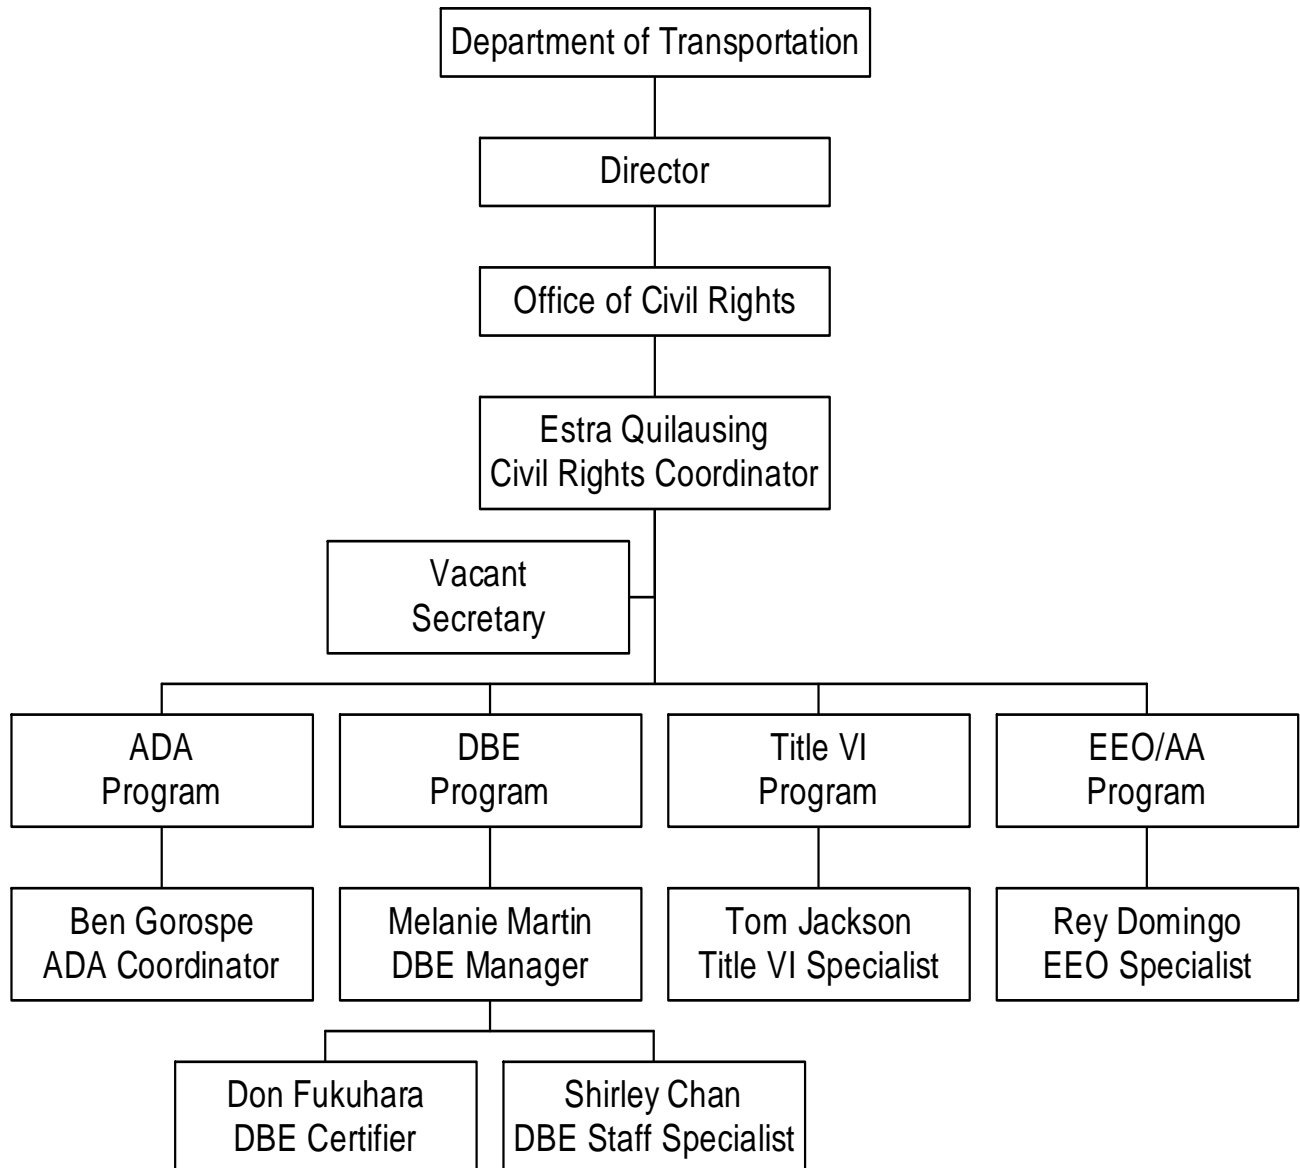 Department of Transportation
Director
Office of Civil Rights
Estra Quilausing
Civil Rights Coordinator
Vacant
Secretary
ADA
Program
DBE
Program
Title VI
Program
EEO/AA
Program
Ben Gorospe
ADA Coordinator
Melanie Martin
DBE Manager
Tom Jackson
Title VI Specialist
Rey Domingo
EEO Specialist
Don Fukuhara
DBE Certifier
Shirley Chan
DBE Staff Specialist